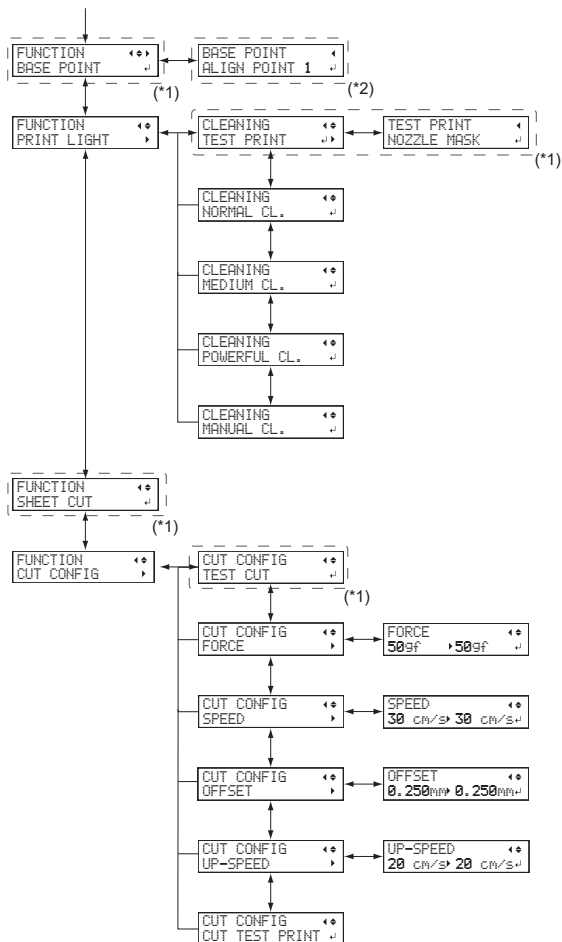 FUNCTION
BASE POINT
(*1)
BASE POINT
ALIGN POINT 1
(*2)
FUNCTION
PRINT LIGHT
CLEANING
TEST PRINT
TEST PRINT
NOZZLE MASK
(*1)
CLEANING
NORMAL CL.
CLEANING
MEDIUM CL.
CLEANING
POWERFUL CL.
CLEANING
MANUAL CL.
FUNCTION
SHEET CUT
(*1)
FUNCTION
CUT CONFIG
CUT CONFIG
TEST CUT
(*1)
CUT CONFIG
FORCE
FORCE
50gf 50gf
CUT CONFIG
SPEED
SPEED
30 cm/s 30 cm/s
CUT CONFIG
OFFSET
OFFSET
0.250mm 0.250mm
CUT CONFIG
UP-SPEED
UP-SPEED
20 cm/s 20 cm/s
CUT CONFIG
CUT TEST PRINT